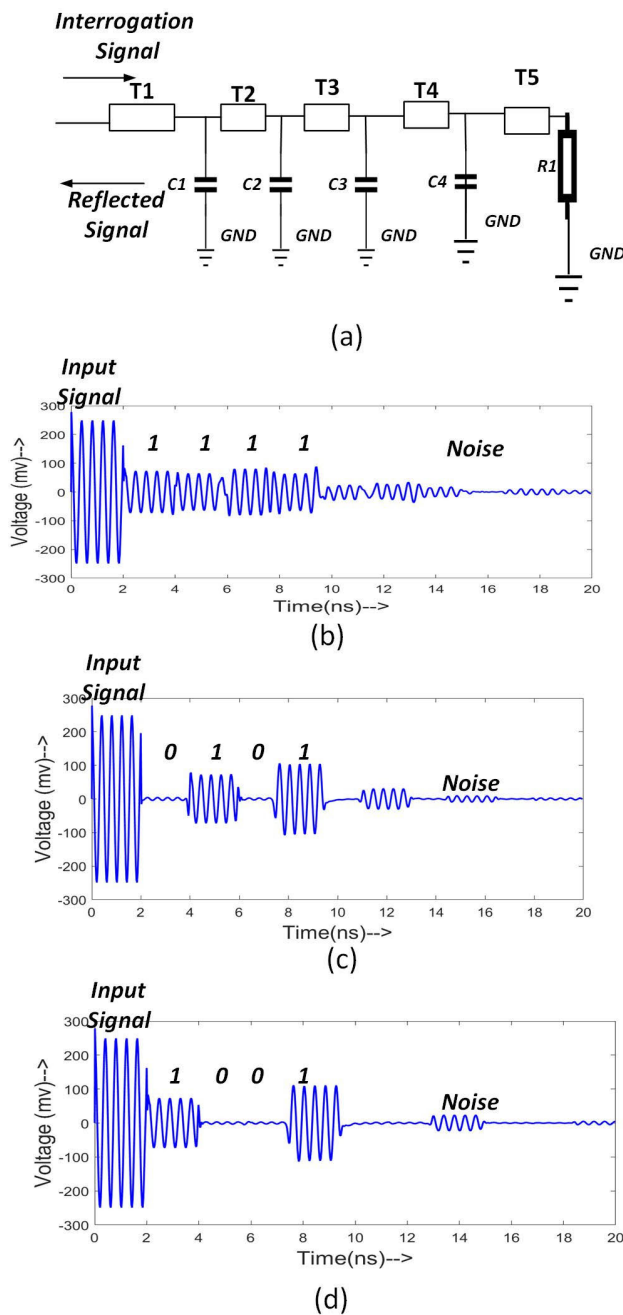 Interrogation
Signal
T1
T2
T3
T4
T5
C1
C2
C3
C4
R1
Reflected
Signal
GND
GND
GND
GND
GND
(a)
Input
Signal
300
200
100
0
-100
-200
-300
Voltage (mv)-->
1 1 1 1
Noise
0 2 4 6 8 10 12 14 16 18 20
Time(ns)-->
(b)
Input
Signal
300
200
100
0
-100
-200
-300
Voltage (mv)-->
0 1 0 1
Noise
0 2 4 6 8 10 12 14 16 18 20
Time(ns)-->
(c)
Input
Signal
300
200
100
0
-100
-200
-300
Voltage (mv)-->
1 0 0 1
Noise
0 2 4 6 8 10 12 14 16 18 20
Time(ns)-->
(d)